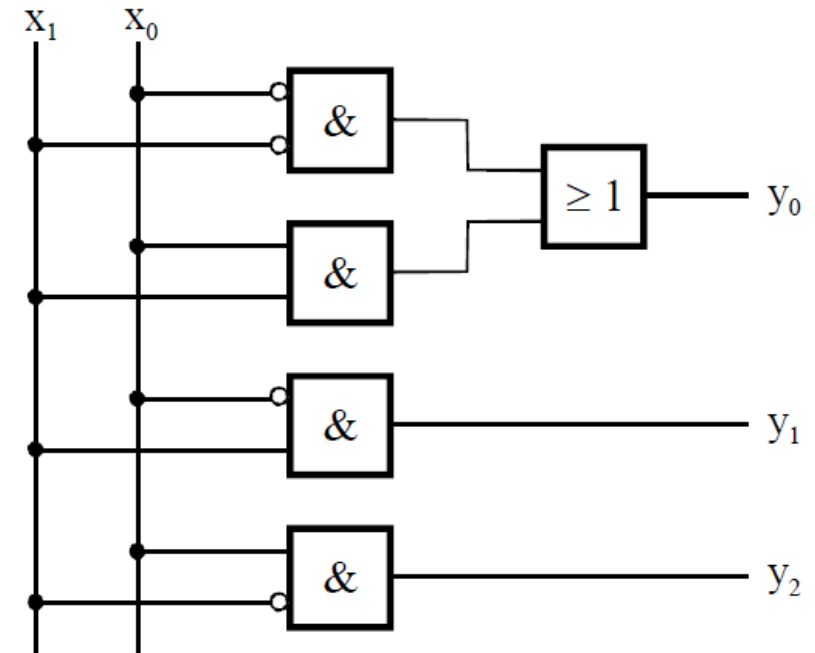 x₁ x₀
&
≥ 1 y₀
&
& y₁
& y₂